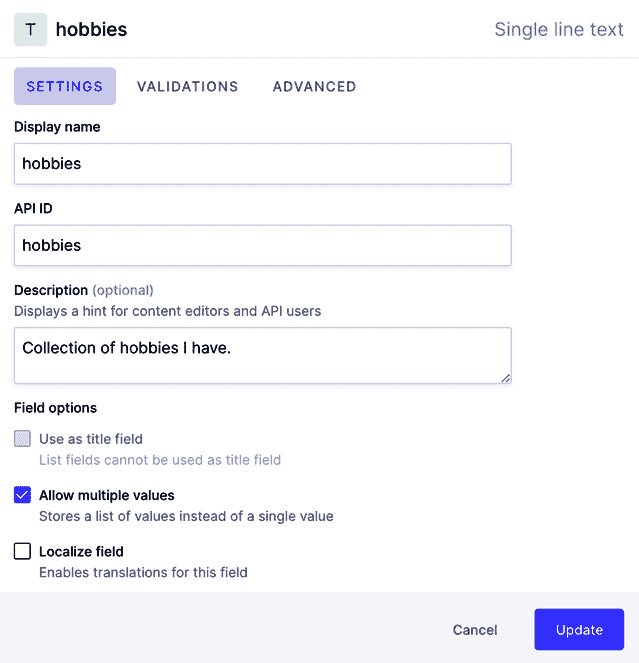 T hobbies Single line text
SETTINGS VALIDATIONS ADVANCED
Display name
hobbies
API ID
hobbies
Description (optional)
Displays a hint for content editors and API users
Collection of hobbies I have.
Field options
Use as title field
List fields cannot be used as title field
Allow multiple values
Stores a list of values instead of a single value
Localize field
Enables translations for this field
Cancel Update